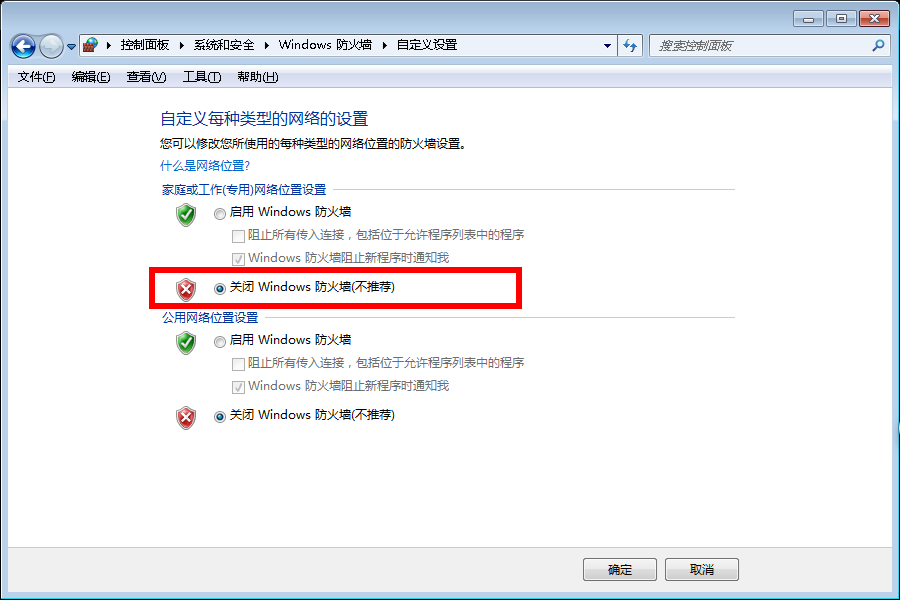 控制面板 系统和安全 Windows 防火墙 自定义设置 搜索控制面板
文件(F) 编辑(E) 查看(V) 工具(T) 帮助(H)
自定义每种类型的网络的设置
您可以修改您所使用的每种类型的网络位置的防火墙设置。
什么是网络位置?
家庭或工作(专用)网络位置设置
启用 Windows 防火墙
阻止所有传入连接，包括位于允许程序列表中的程序
Windows 防火墙阻止新程序时通知我
关闭 Windows 防火墙(不推荐)
公用网络位置设置
启用 Windows 防火墙
阻止所有传入连接，包括位于允许程序列表中的程序
Windows 防火墙阻止新程序时通知我
关闭 Windows 防火墙(不推荐)
确定 取消